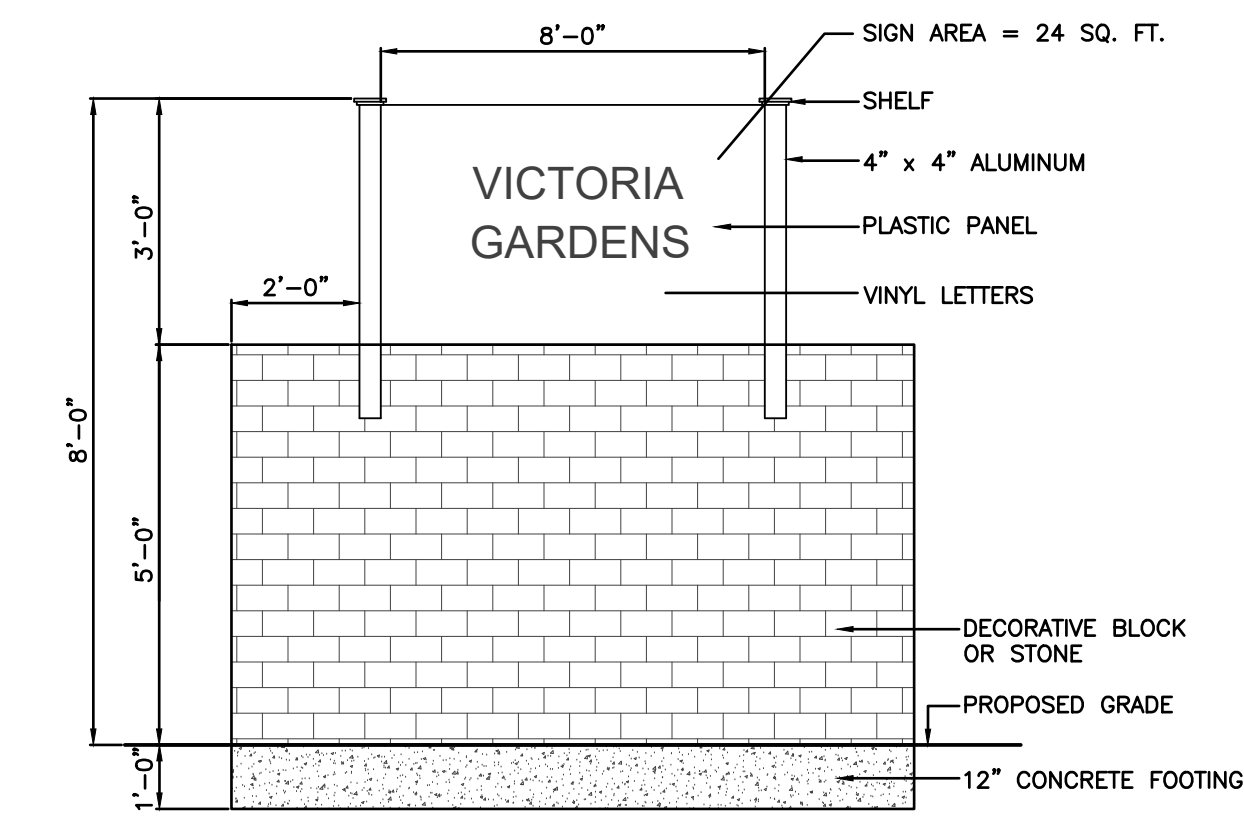 8'-0"
SIGN AREA = 24 SQ. FT.
SHELF
4" x 4" ALUMINUM
VICTORIA
GARDENS
PLASTIC PANEL
3'-0"
2'-0"
VINYL LETTERS
8'-0"
5'-0"
DECORATIVE BLOCK
OR STONE
PROPOSED GRADE
1'-0"
12" CONCRETE FOOTING